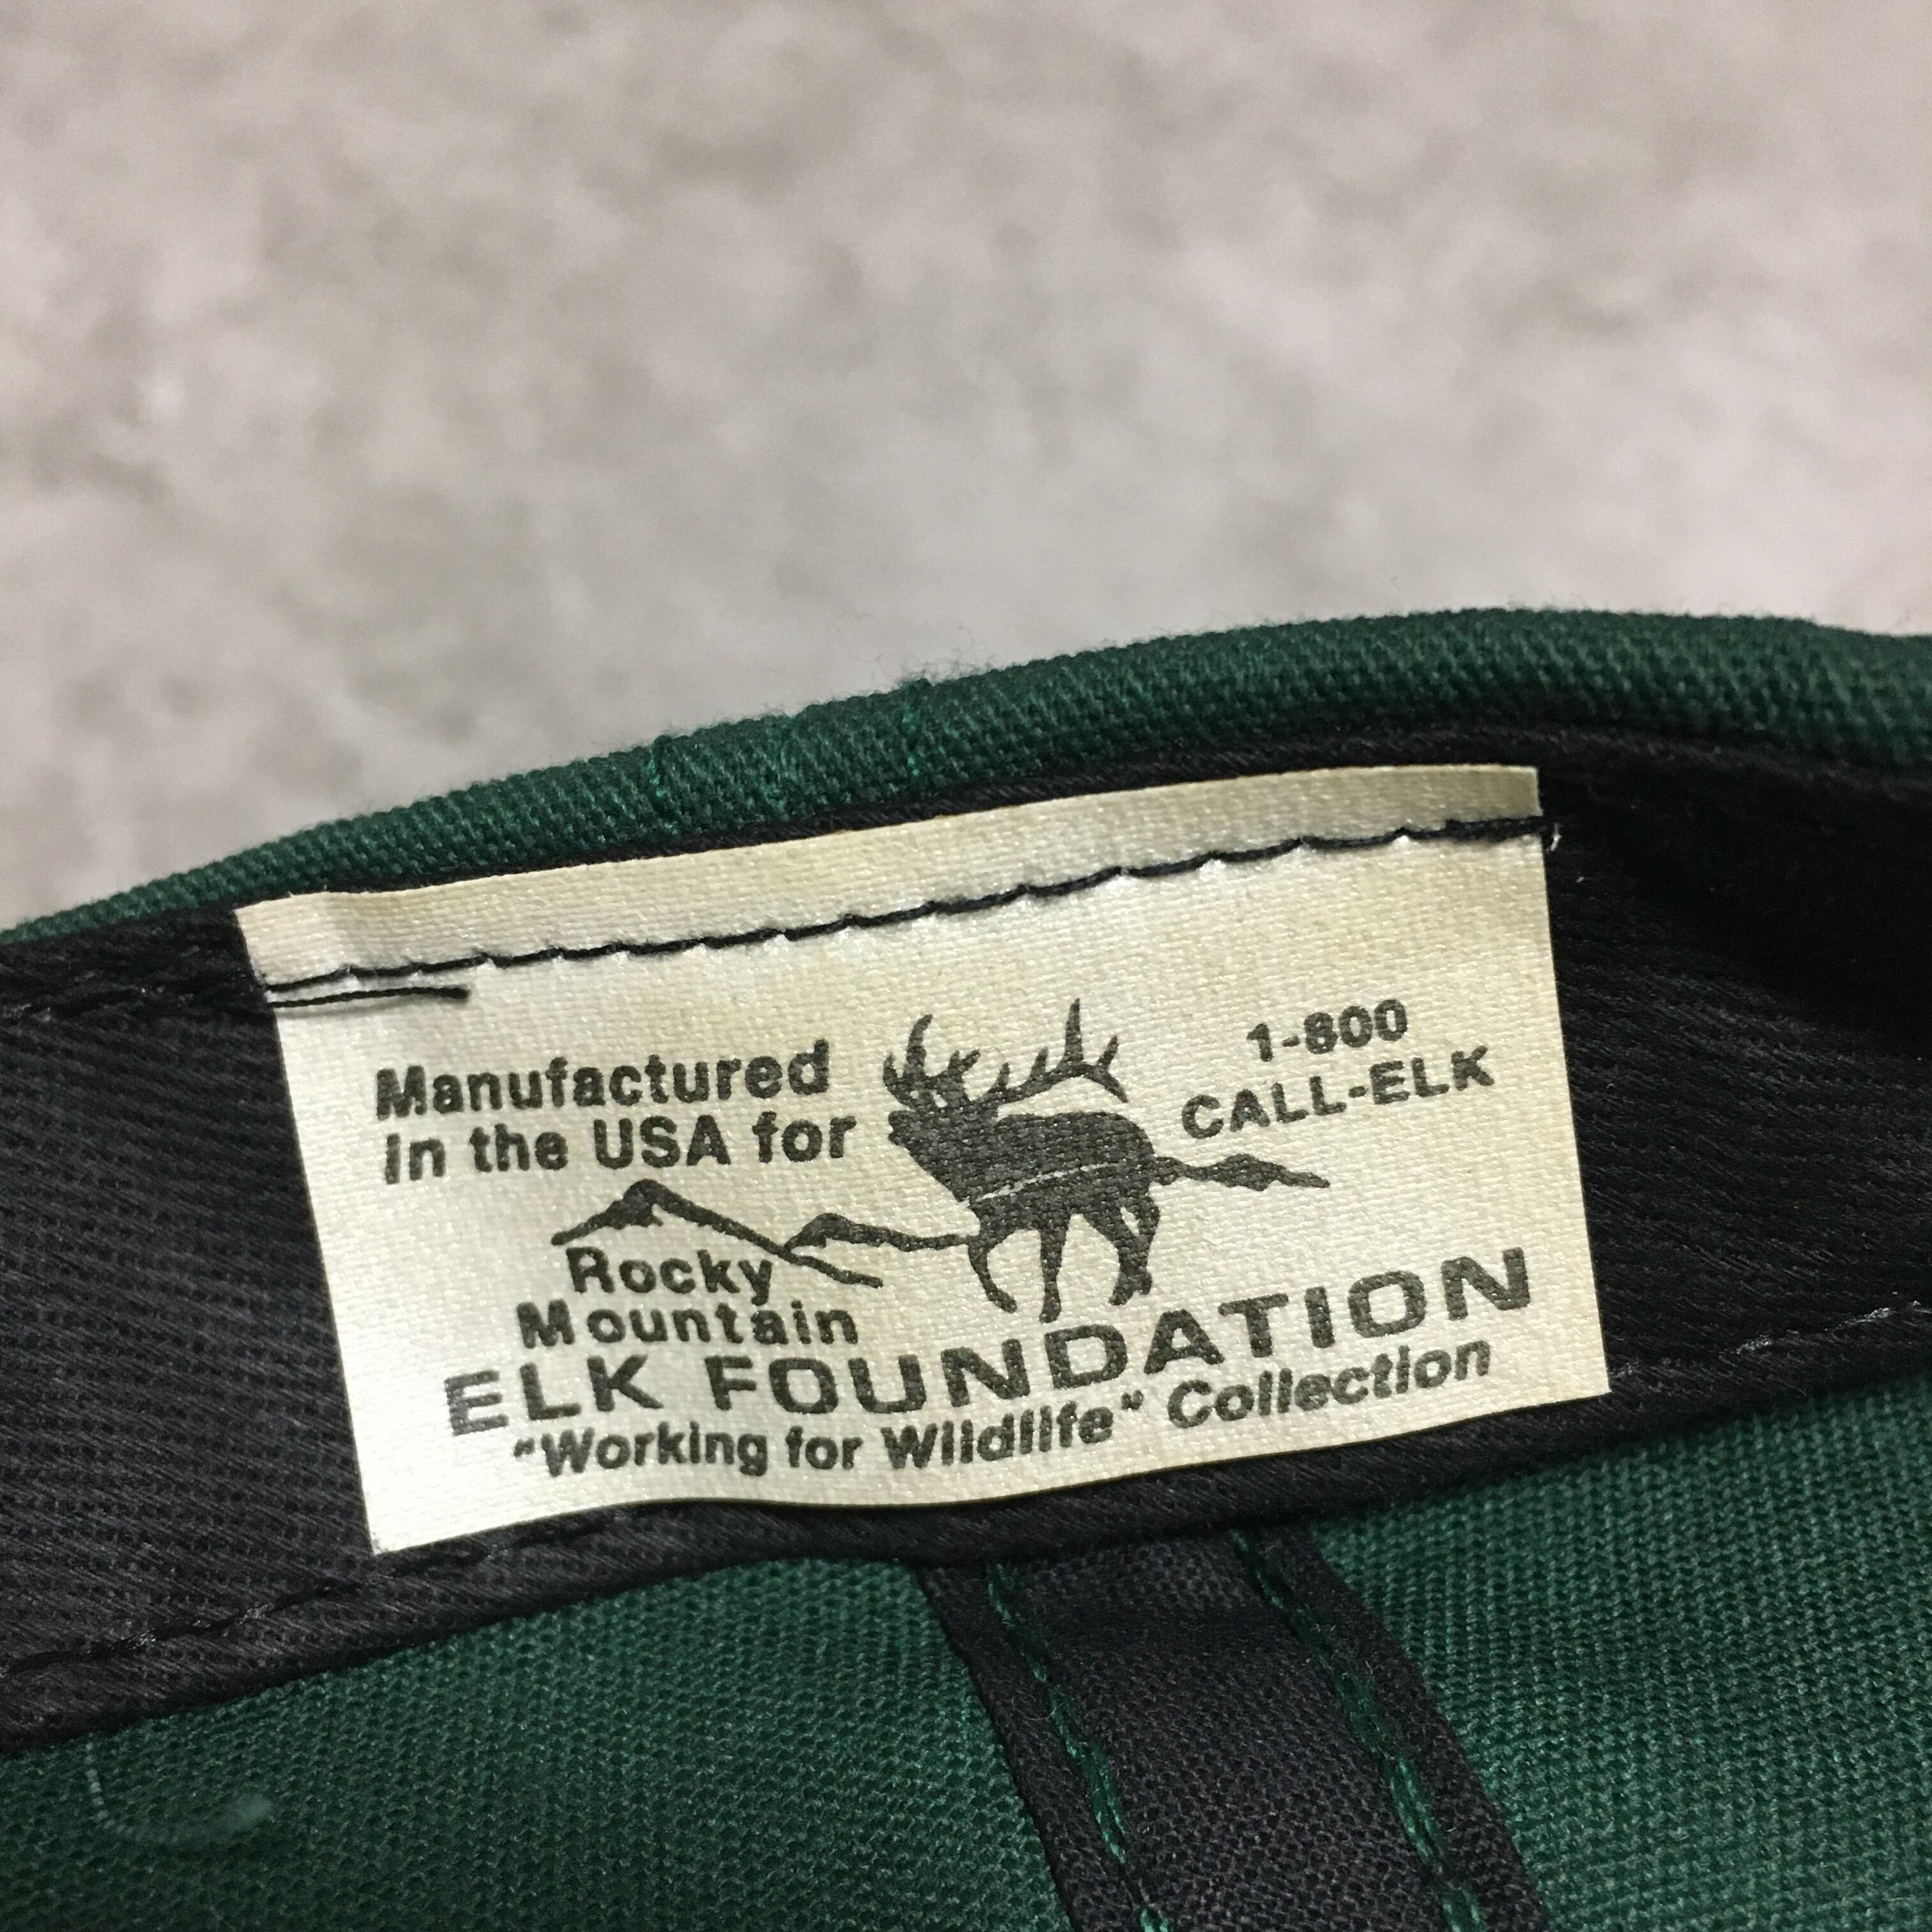 Manufactured
In the USA for
1-800
CALL-ELK
Rocky
Mountain
ELK FOUNDATION
"Working for Wildlife" Collection